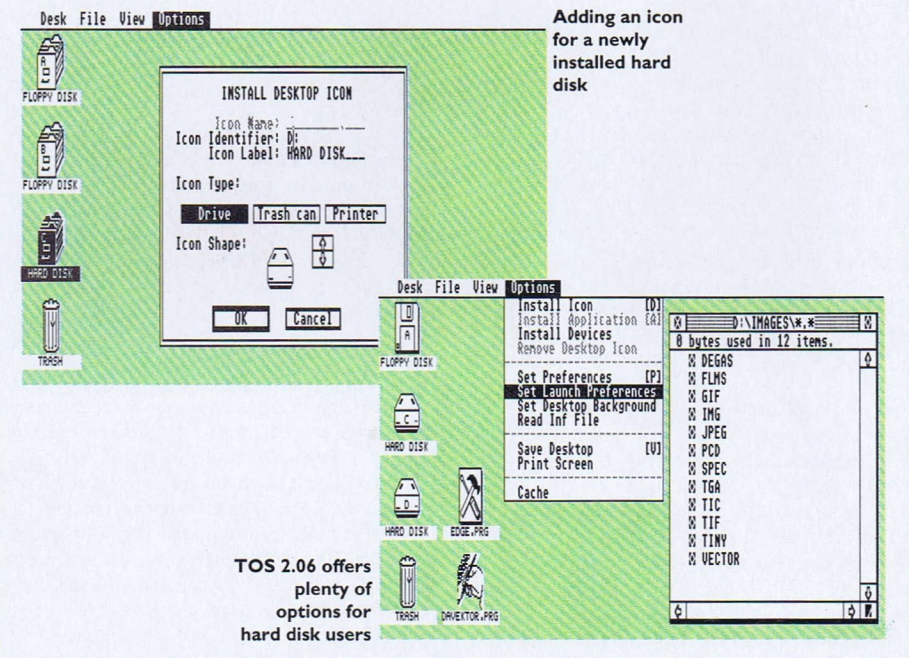 Desk File View Options
Adding an icon
for a newly
installed hard
disk
A
FLOPPY DISK
B
FLOPPY DISK
C
HARD DISK
TRASH
INSTALL DESKTOP ICON
Icon Name: ________.___
Icon Identifier: D:
Icon Label: HARD DISK___
Icon Type:
Drive Trash can Printer
Icon Shape:
OK Cancel
Desk File View Options
A
FLOPPY DISK
C
HARD DISK
D
HARD DISK
EDGE.PRG
TRASH
DAVEKTOR.PRG
Install Icon [D]
Install Application [A]
Install Devices
Remove Desktop Icon
Set Preferences [P]
Set Launch Preferences
Set Desktop Background
Read Inf File
Save Desktop [V]
Print Screen
Cache
D:\IMAGES\*.*
0 bytes used in 12 items.
DEGAS
FLMS
GIF
IMG
JPEG
PCD
SPEC
TGA
TIC
TIF
TINY
VECTOR
TOS 2.06 offers
plenty of
options for
hard disk users